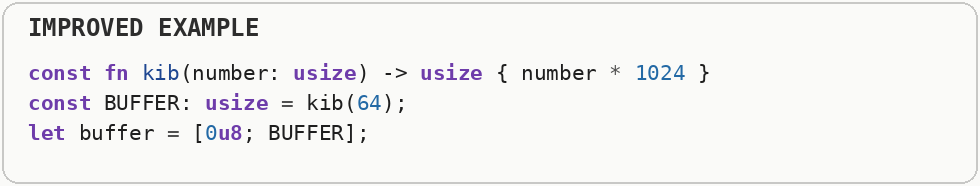 IMPROVED EXAMPLE
const fn kib(number: usize) -> usize { number * 1024 }
const BUFFER: usize = kib(64);
let buffer = [0u8; BUFFER];